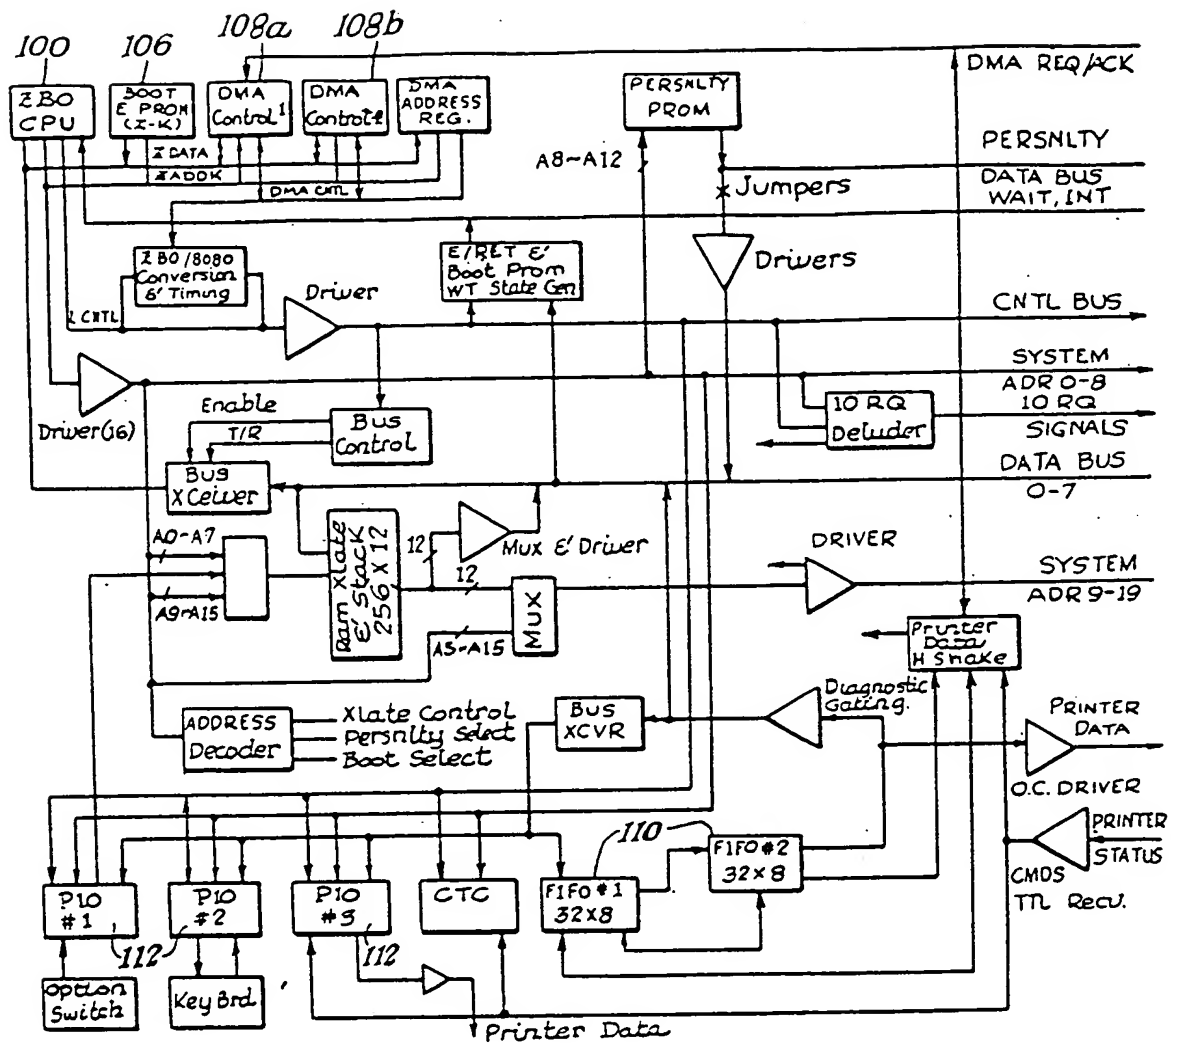 100
106
108a
108b
DMA REQ/ACK
Z80
CPU
BOOT
E PROM
(2-K)
DMA
Control 1
DMA
Control 2
DMA
ADDRESS
REG.
PERSNLTY
PROM
Z DATA
Z ADDR
DMA CNTL
A8-A12
PERSNLTY
DATA BUS
WAIT, INT
Jumpers
Z80/8080
Conversion
& Timing
E/RET &
Boot Prom
WT State Gen
Drivers
Driver
Z CNTL
CNTL BUS
SYSTEM
ADR 0-8
Driver(16)
Enable
T/R
Bus
Control
10 RQ
Deluder
10 RQ
SIGNALS
Bus
XCeiver
DATA BUS
0-7
A0-A7
A9-A15
Ram Xlate
& Stack
256 X 12
12
12
Mux & Driver
MUX
A5-A15
DRIVER
SYSTEM
ADR 9-19
Printer
Data
H Snake
ADDRESS
Decoder
Xlate Control
Persnlty Select
Boot Select
BUS
XCVR
Diagnostic
Gating.
PRINTER
DATA
O.C. DRIVER
110
PRINTER
STATUS
CMDS
TTL Recv.
PIO
#1
PIO
#2
PIO
#3
CTC
FIFO #1
32X8
FIFO #2
32X8
112
112
Option
Switch
Key Brd
Printer Data